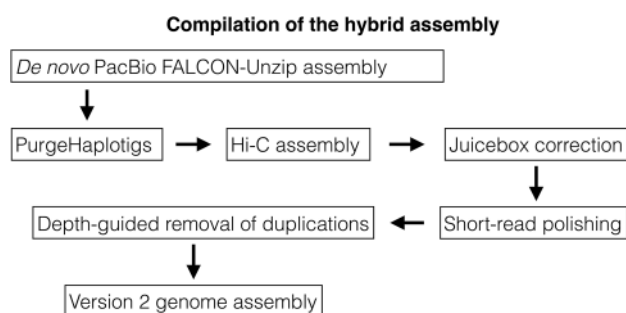 Compilation of the hybrid assembly
De novo PacBio FALCON-Unzip assembly
PurgeHaplotigs
Hi-C assembly
Juicebox correction
Short-read polishing
Depth-guided removal of duplications
Version 2 genome assembly